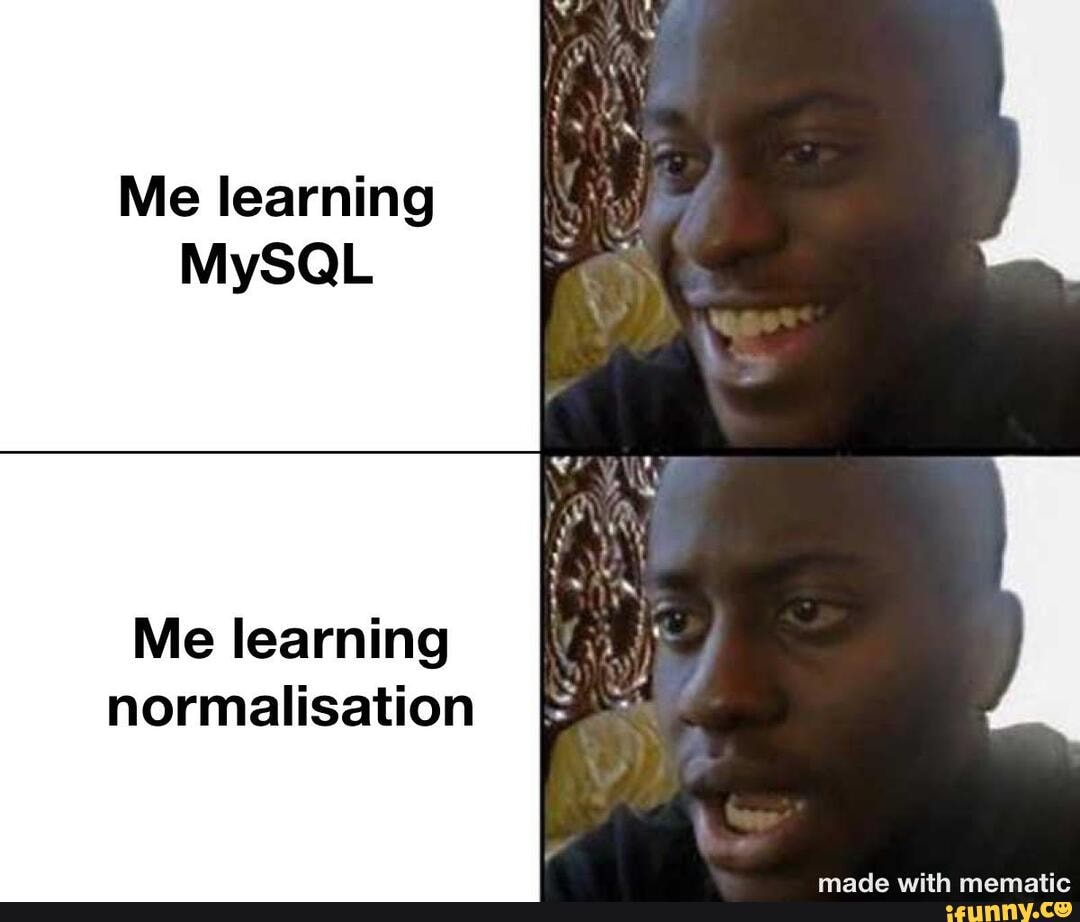 Me learning
MySQL
Me learning
normalisation
made with mematic
ifunny.co